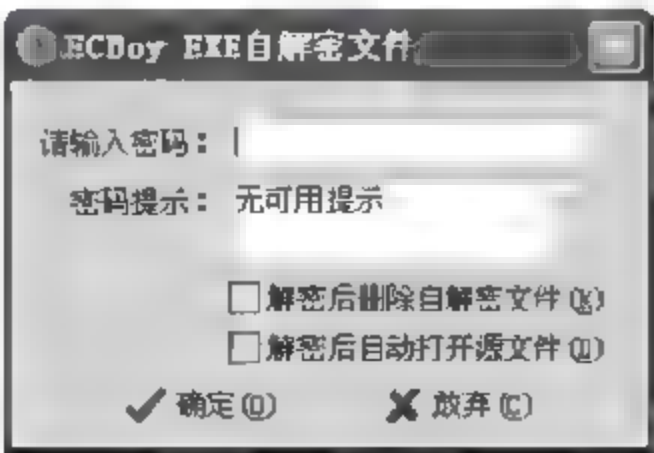 ECDoy EXE自解密文件
请输入密码：
密码提示： 无可用提示
解密后删除自解密文件(K)
解密后自动打开源文件(U)
确定(O) 放弃(C)